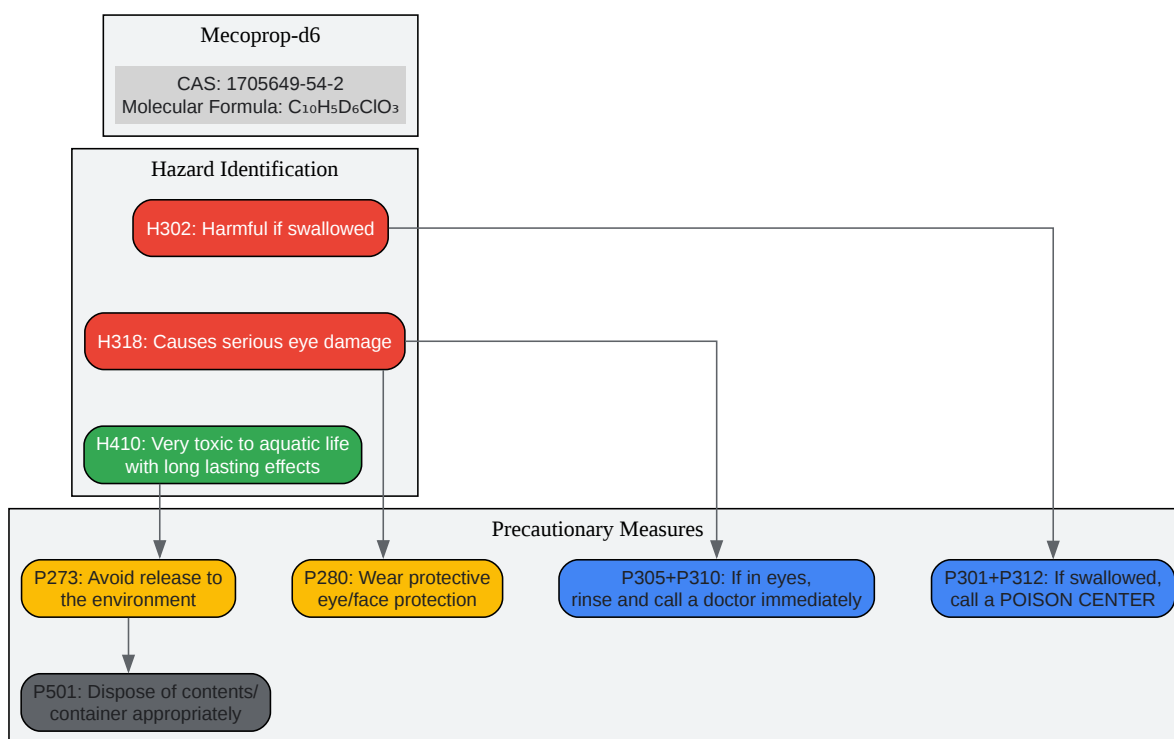 Mecoprop-d6
CAS: 1705649-54-2
Molecular Formula: C₁₀H₅D₆ClO₃
Hazard Identification
H302: Harmful if swallowed
H318: Causes serious eye damage
H410: Very toxic to aquatic life
with long lasting effects
Precautionary Measures
P273: Avoid release to
the environment
P280: Wear protective
eye/face protection
P305+P310: If in eyes,
rinse and call a doctor immediately
P301+P312: If swallowed,
call a POISON CENTER
P501: Dispose of contents/
container appropriately